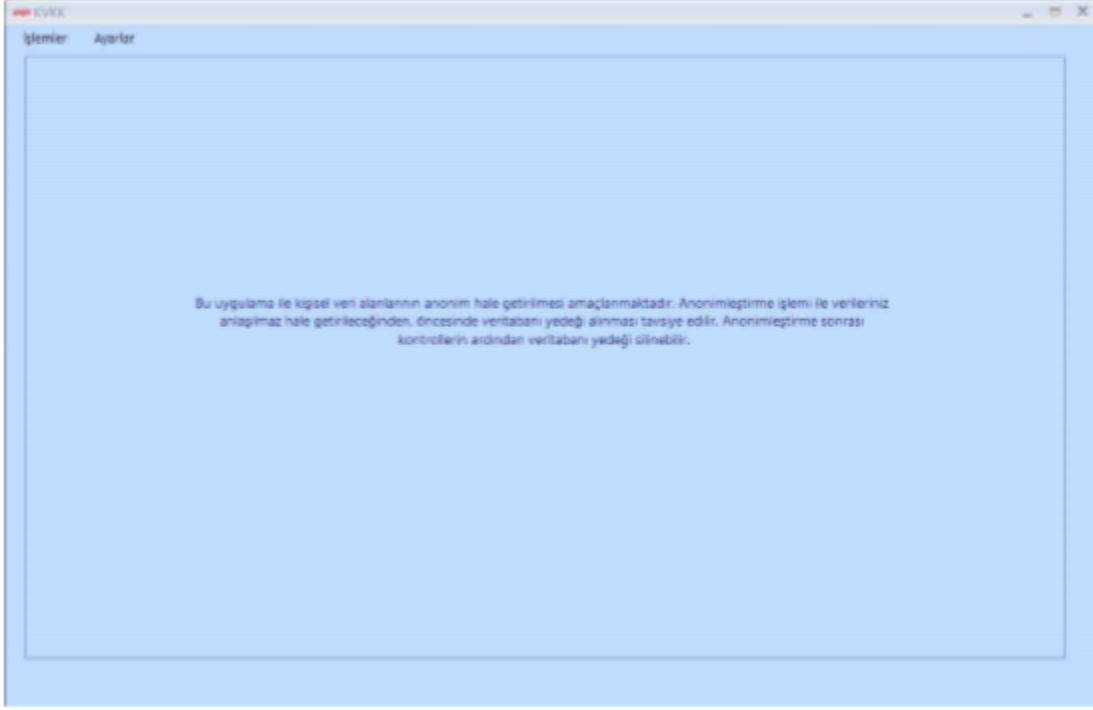 KVKK
İşlemler Ayarlar
Bu uygulama ile kişisel veri alanlarının anonim hale getirilmesi amaçlanmaktadır. Anonimleştirme işlemi ile verileriniz
anlaşılmaz hale getirileceğinden, öncesinde veritabanı yedeği alınması tavsiye edilir. Anonimleştirme sonrası
kontrollerin ardından veritabanı yedeği silinebilir.